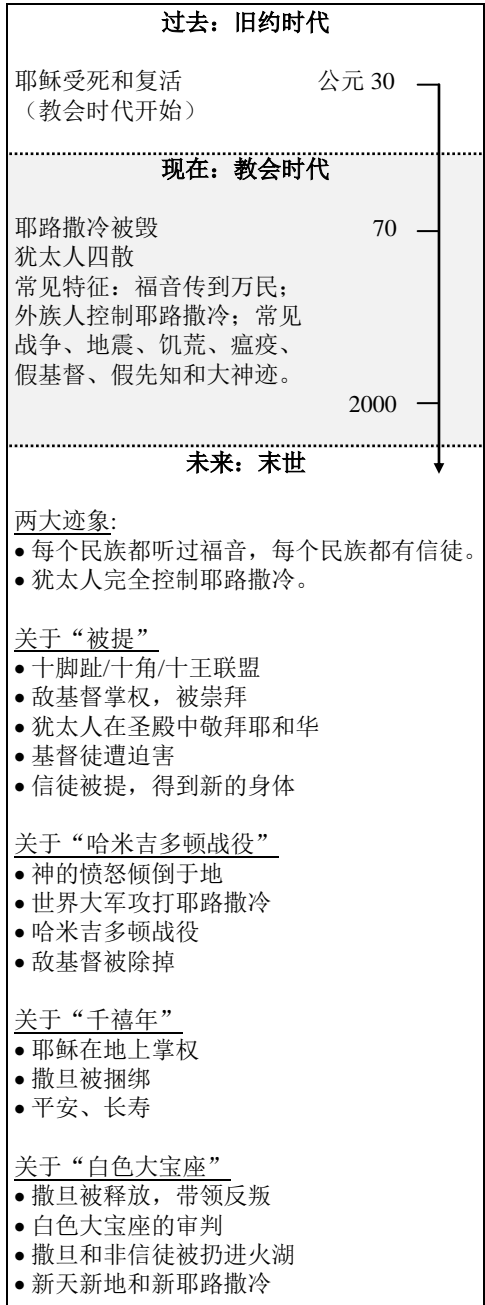 过去：旧约时代
耶稣受死和复活 公元 30
（教会时代开始）
现在：教会时代
耶路撒冷被毁 70
犹太人四散
常见特征：福音传到万民；
外族人控制耶路撒冷；常见
战争、地震、饥荒、瘟疫、
假基督、假先知和大神迹。
2000
未来：末世
两大迹象:
• 每个民族都听过福音，每个民族都有信徒。
• 犹太人完全控制耶路撒冷。
关于“被提”
• 十脚趾/十角/十王联盟
• 敌基督掌权，被崇拜
• 犹太人在圣殿中敬拜耶和华
• 基督徒遭迫害
• 信徒被提，得到新的身体
关于“哈米吉多顿战役”
• 神的愤怒倾倒于地
• 世界大军攻打耶路撒冷
• 哈米吉多顿战役
• 敌基督被除掉
关于“千禧年”
• 耶稣在地上掌权
• 撒旦被捆绑
• 平安、长寿
关于“白色大宝座”
• 撒旦被释放，带领反叛
• 白色大宝座的审判
• 撒旦和非信徒被扔进火湖
• 新天新地和新耶路撒冷